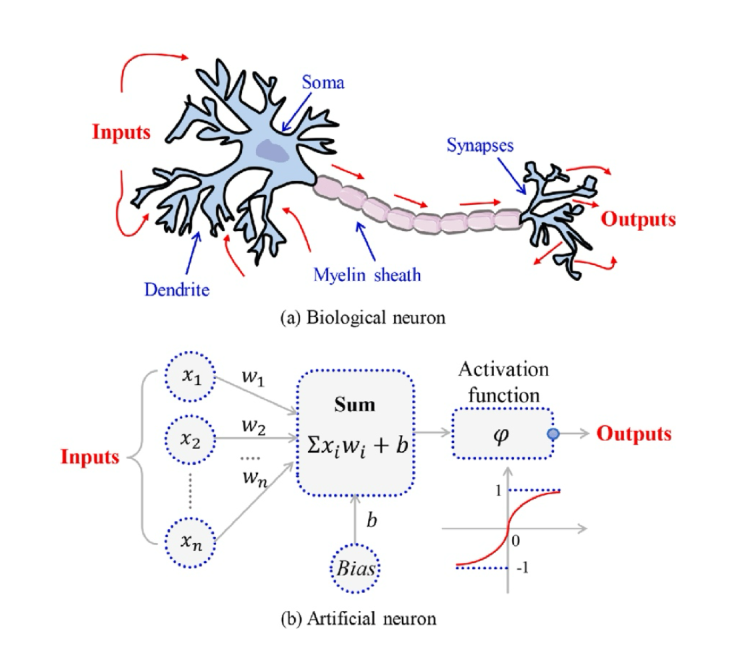 Soma
Inputs
Synapses
Outputs
Dendrite
Myelin sheath
(a) Biological neuron
x₁
w₁
Activation
function
Sum
x₂
w₂
Σxᵢwᵢ + b
φ
Outputs
Inputs
....
wₙ
1
b
0
xₙ
Bias
-1
(b) Artificial neuron